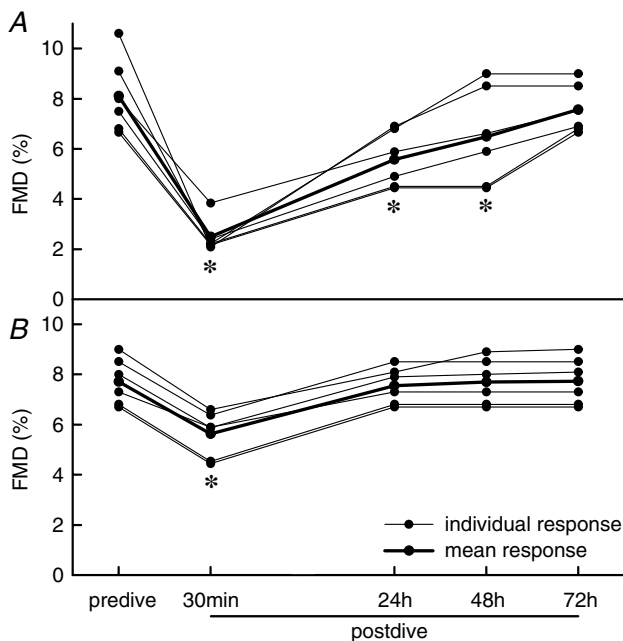 A
10
8
6
4
2
0
FMD (%)
*
*
*
B
10
8
6
4
2
0
FMD (%)
*
individual response
mean response
predive 30min 24h 48h 72h
postdive